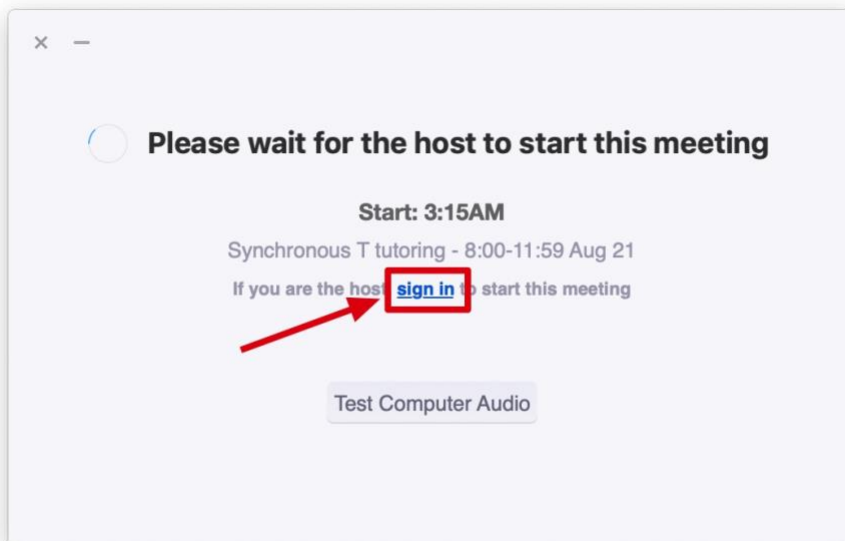 Please wait for the host to start this meeting
Start: 3:15AM
Synchronous T tutoring - 8:00-11:59 Aug 21
If you are the host sign in to start this meeting
Test Computer Audio